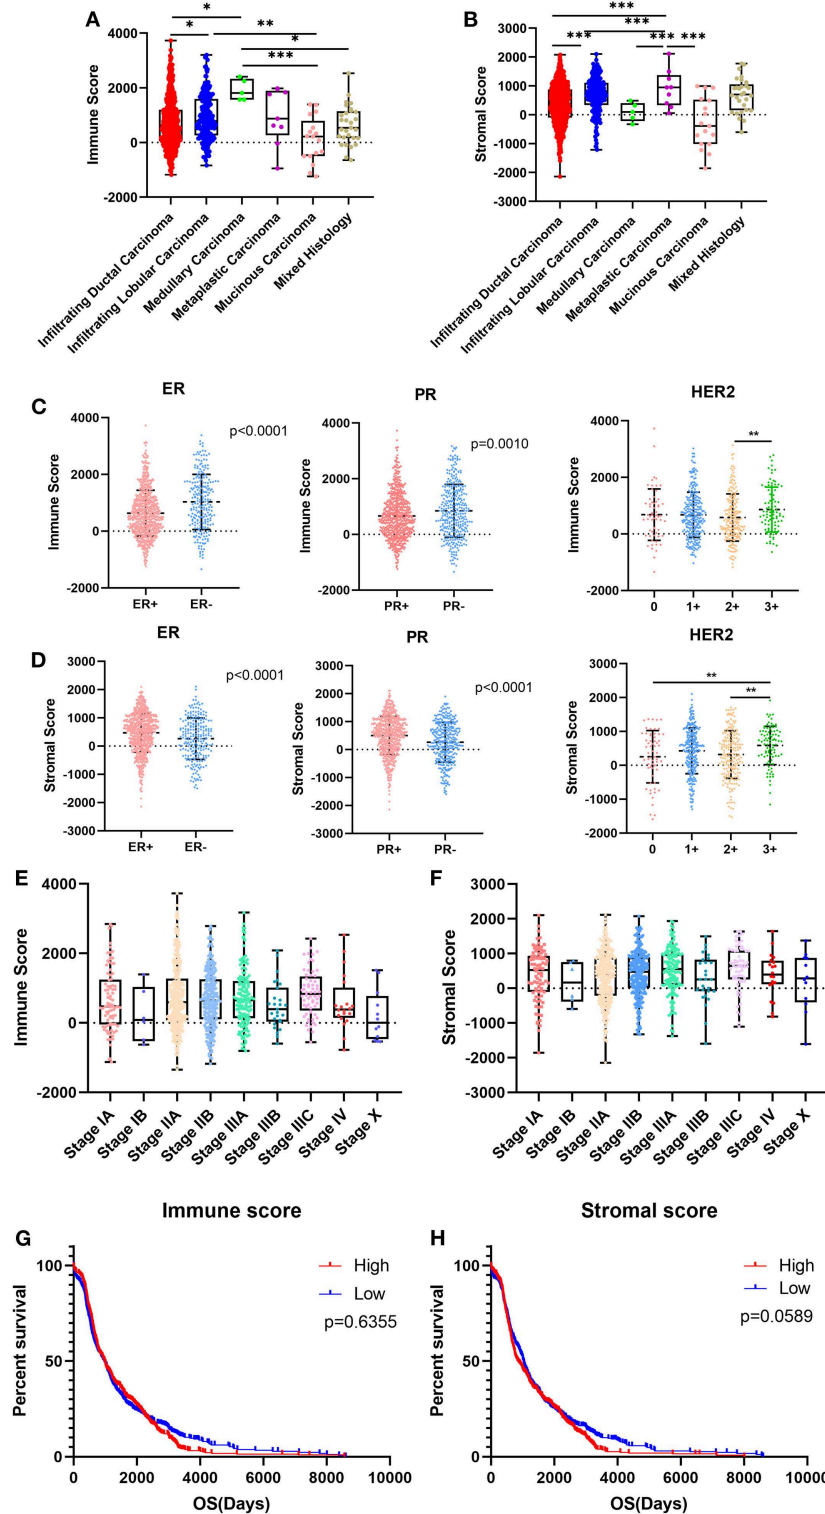 A
B
*
*
**
*
***
***
***
***
***
***
Immune Score
4000
2000
0
-2000
Infiltrating Ductal Carcinoma
Infiltrating Lobular Carcinoma
Medullary Carcinoma
Metaplastic Carcinoma
Mucinous Carcinoma
Mixed Histology
Stromal Score
3000
2000
1000
0
-1000
-2000
-3000
Infiltrating Ductal Carcinoma
Infiltrating Lobular Carcinoma
Medullary Carcinoma
Metaplastic Carcinoma
Mucinous Carcinoma
Mixed Histology
C
ER
p<0.0001
Immune Score
4000
2000
0
-2000
ER+
ER-
PR
p=0.0010
Immune Score
4000
2000
0
-2000
PR+
PR-
HER2
**
Immune Score
4000
2000
0
-2000
0
1+
2+
3+
D
ER
p<0.0001
Stromal Score
3000
2000
1000
0
-1000
-2000
-3000
ER+
ER-
PR
p<0.0001
Stromal Score
3000
2000
1000
0
-1000
-2000
-3000
PR+
PR-
HER2
**
**
Stromal Score
3000
2000
1000
0
-1000
-2000
0
1+
2+
3+
E
Immune Score
4000
2000
0
-2000
Stage IA
Stage IB
Stage IIA
Stage IIB
Stage IIIA
Stage IIIB
Stage IIIC
Stage IV
Stage X
F
Stromal Score
3000
2000
1000
0
-1000
-2000
-3000
Stage IA
Stage IB
Stage IIA
Stage IIB
Stage IIIA
Stage IIIB
Stage IIIC
Stage IV
Stage X
G
Immune score
Percent survival
100
50
0
High
Low
p=0.6355
0
2000
4000
6000
8000
10000
OS(Days)
H
Stromal score
Percent survival
100
50
0
High
Low
p=0.0589
0
2000
4000
6000
8000
10000
OS(Days)